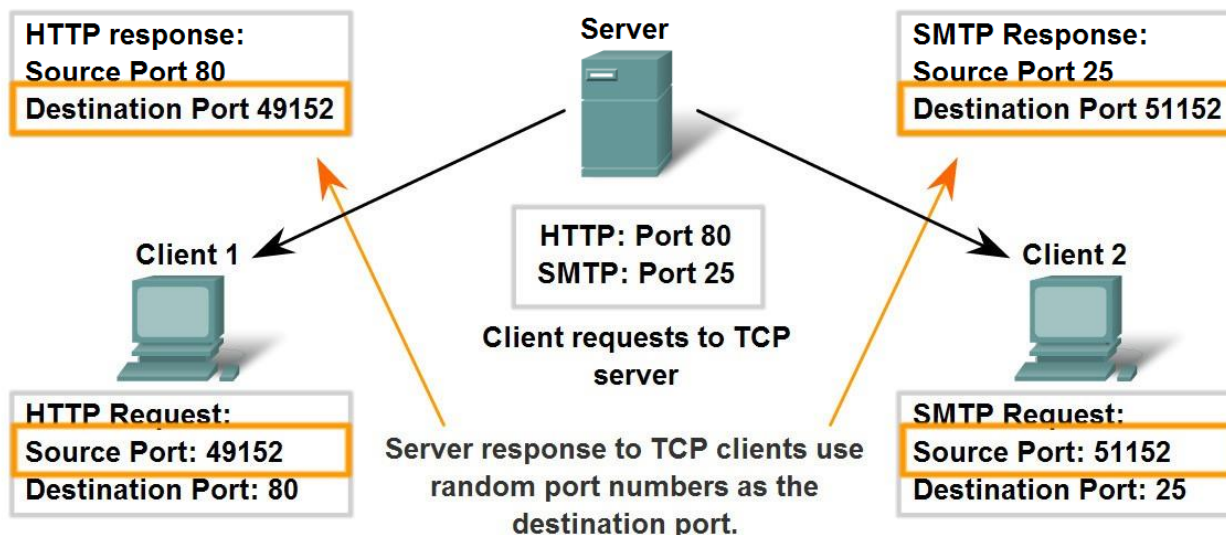 HTTP response:
Source Port 80
Destination Port 49152
Server
SMTP Response:
Source Port 25
Destination Port 51152
HTTP: Port 80
SMTP: Port 25
Client 1
Client 2
Client requests to TCP
server
HTTP Request:
Source Port: 49152
Destination Port: 80
Server response to TCP clients use
random port numbers as the
destination port.
SMTP Request:
Source Port: 51152
Destination Port: 25